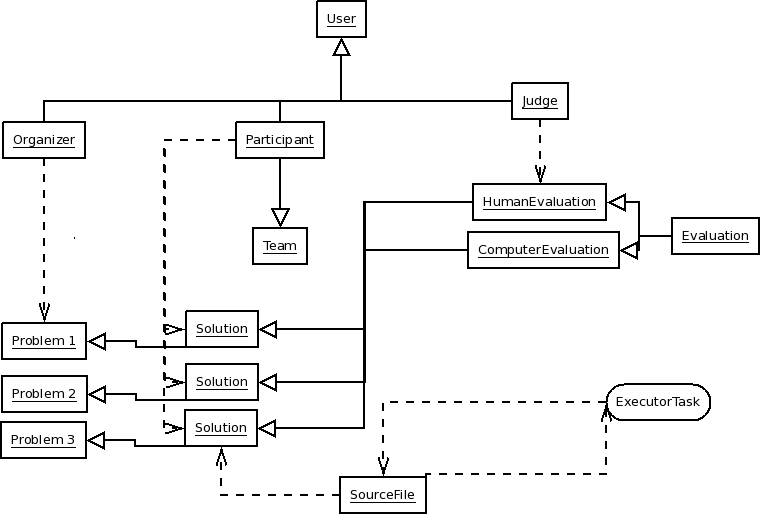 User
Judge
Organizer
Participant
HumanEvaluation
Team
ComputerEvaluation
Evaluation
Problem 1
Solution
Problem 2
Solution
ExecutorTask
Problem 3
Solution
SourceFile